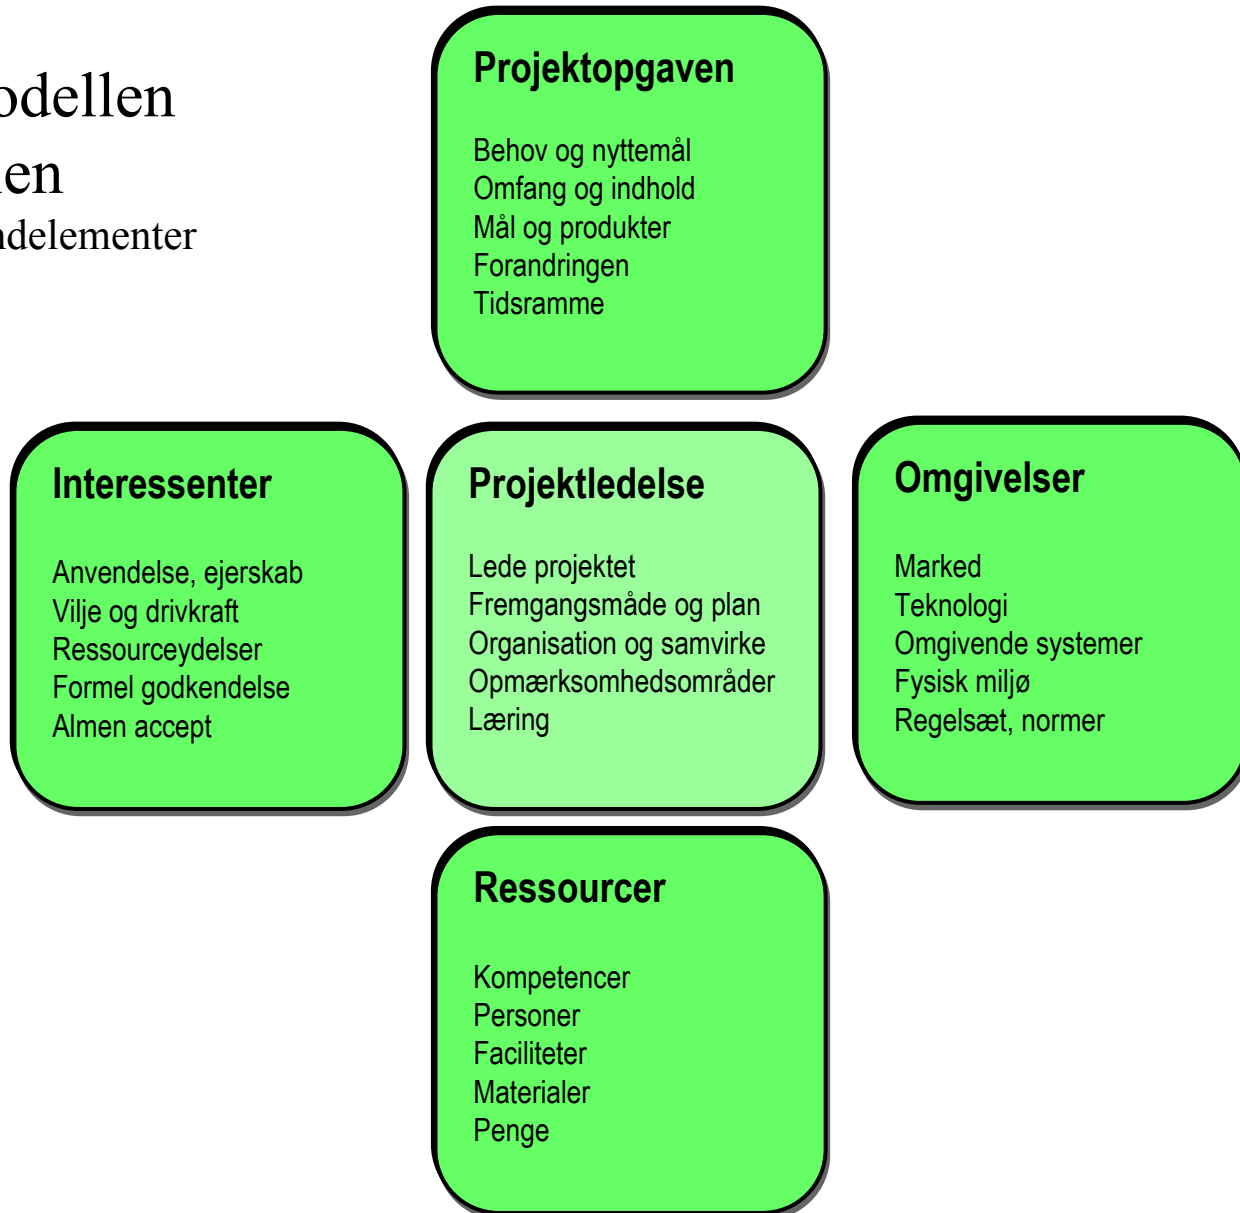 odellen
en
ndelementer
Projektopgaven
Behov og nyttemål
Omfang og indhold
Mål og produkter
Forandringen
Tidsramme
Interessenter
Anvendelse, ejerskab
Vilje og drivkraft
Ressourceydelser
Formel godkendelse
Almen accept
Projektledelse
Lede projektet
Fremgangsmåde og plan
Organisation og samvirke
Opmærksomhedsområder
Læring
Omgivelser
Marked
Teknologi
Omgivende systemer
Fysisk miljø
Regelsæt, normer
Ressourcer
Kompetencer
Personer
Faciliteter
Materialer
Penge